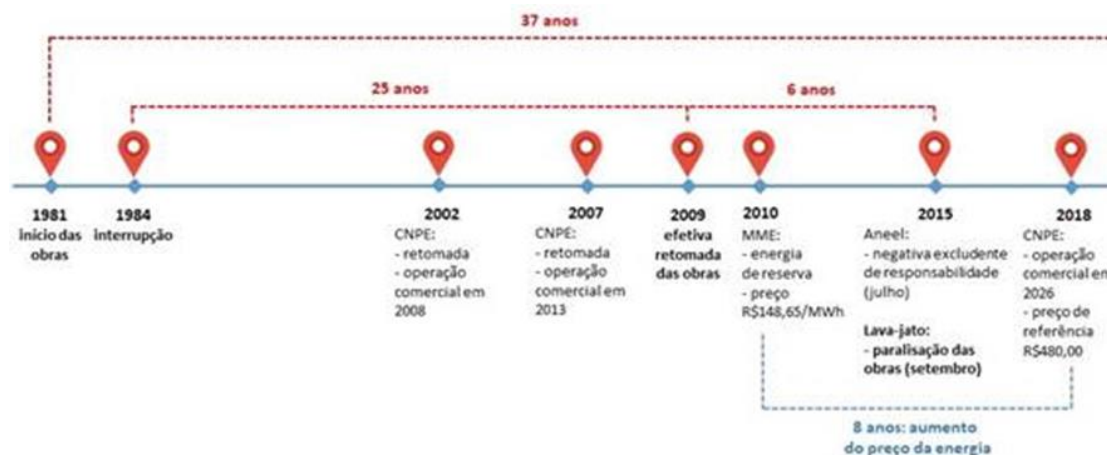 37 anos
25 anos
6 anos
1981
início das
obras
1984
interrupção
2002
CNPE:
- retomada
- operação
comercial em
2008
2007
CNPE:
- retomada
- operação
comercial em
2013
2009
efetiva
retomada
das obras
2010
MME:
- energia
de reserva
- preço
R$148,65/MWh
2015
Aneel:
- negativa excludente
de responsabilidade
(julho)
Lava-jato:
- paralisação das
obras (setembro)
2018
CNPE:
- operação
comercial em
2026
- preço de
referência
R$480,00
8 anos: aumento
do preço da energia